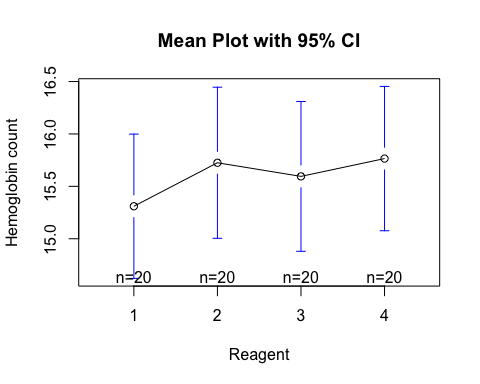 Mean Plot with 95% CI
Hemoglobin count
16.5
16.0
15.5
15.0
n=20 n=20 n=20 n=20
1 2 3 4
Reagent